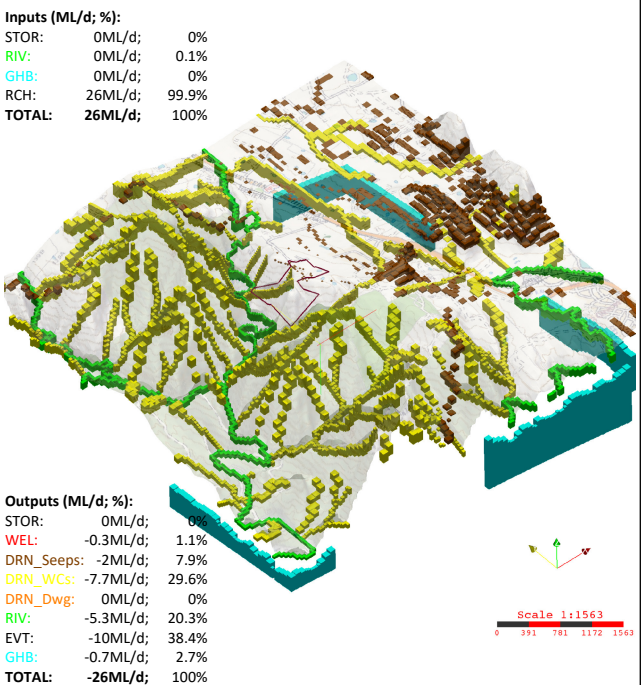 Inputs (ML/d; %):
STOR: 0ML/d; 0%
RIV: 0ML/d; 0.1%
GHB: 0ML/d; 0%
RCH: 26ML/d; 99.9%
TOTAL: 26ML/d; 100%
Outputs (ML/d; %):
STOR: 0ML/d; 0%
WEL: -0.3ML/d; 1.1%
DRN_Seeps: -2ML/d; 7.9%
DRN_WCs: -7.7ML/d; 29.6%
DRN_Dwg: 0ML/d; 0%
RIV: -5.3ML/d; 20.3%
EVT: -10ML/d; 38.4%
GHB: -0.7ML/d; 2.7%
TOTAL: -26ML/d; 100%
Scale 1:1563
0 391 781 1172 1563